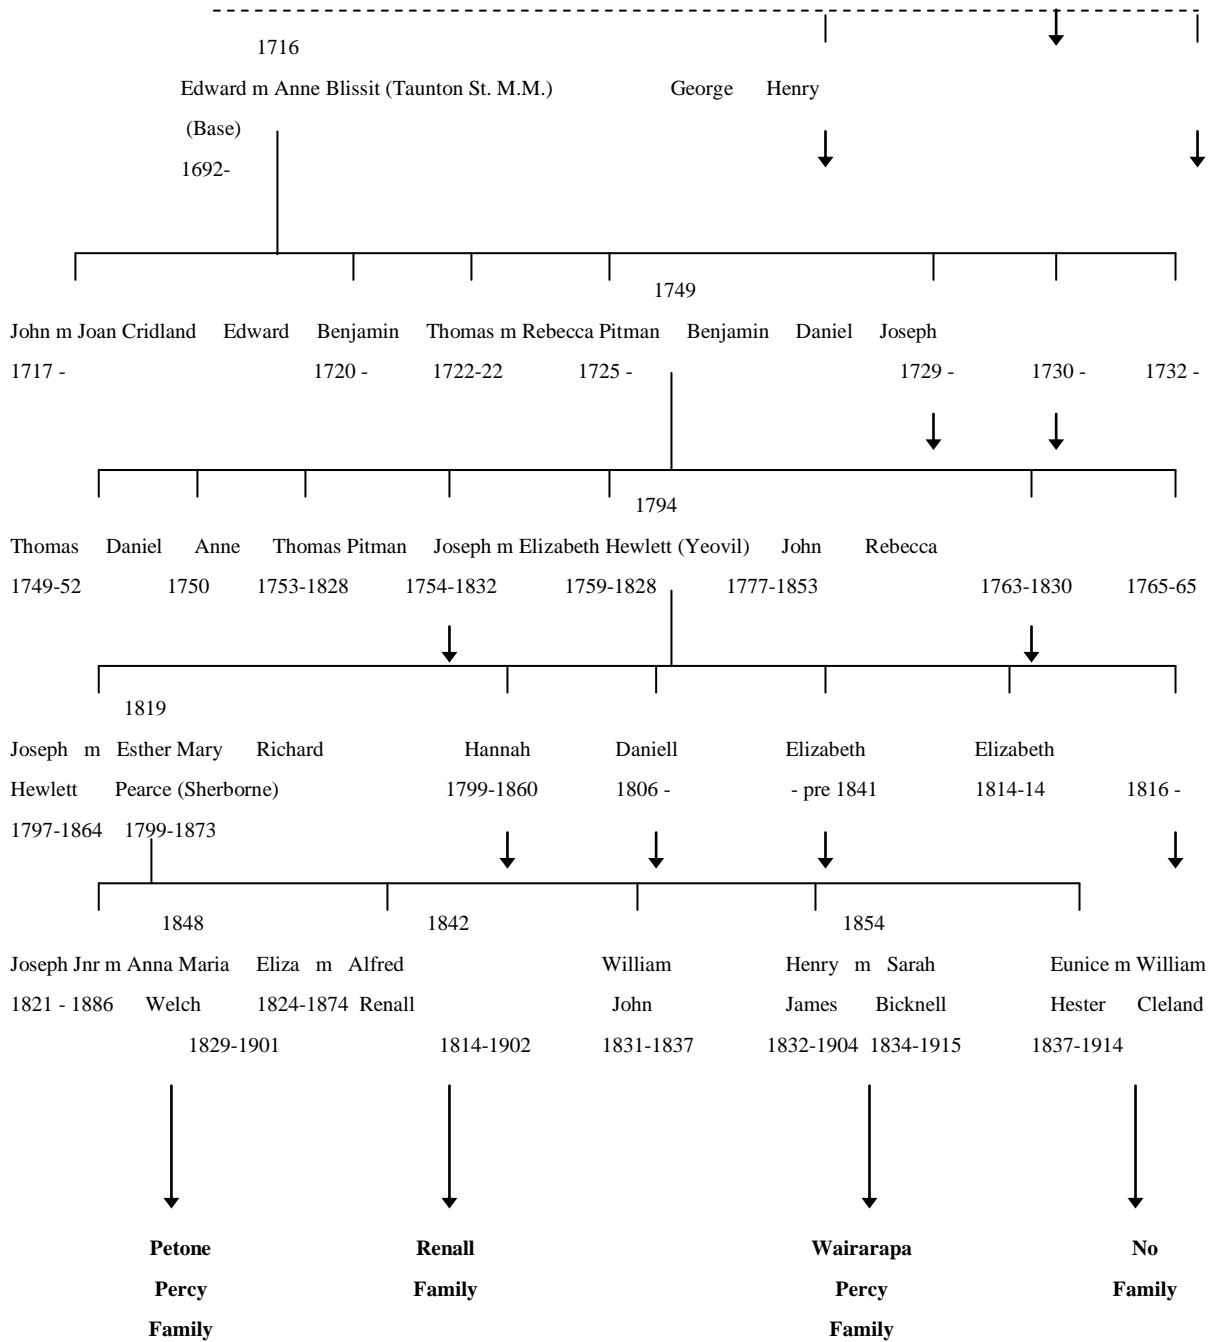 1716
Edward m Anne Blissit (Taunton St. M.M.) George Henry
(Base)
1692-
1749
John m Joan Cridland Edward Benjamin Thomas m Rebecca Pitman Benjamin Daniel Joseph
1717 - 1720 - 1722-22 1725 - 1729 - 1730 - 1732 -
1794
Thomas Daniel Anne Thomas Pitman Joseph m Elizabeth Hewlett (Yeovil) John Rebecca
1749-52 1750 1753-1828 1754-1832 1759-1828 1777-1853 1763-1830 1765-65
1819
Joseph m Esther Mary Richard Hannah Daniell Elizabeth Elizabeth
Hewlett Pearce (Sherborne) 1799-1860 1806 - - pre 1841 1814-14 1816 -
1797-1864 1799-1873
1848 1842 1854
Joseph Jnr m Anna Maria Eliza m Alfred William Henry m Sarah Eunice m William
1821 - 1886 Welch 1824-1874 Renall John James Bicknell Hester Cleland
1829-1901 1814-1902 1831-1837 1832-1904 1834-1915 1837-1914
Petone Renall Wairarapa No
Percy Family Percy Family
Family Family